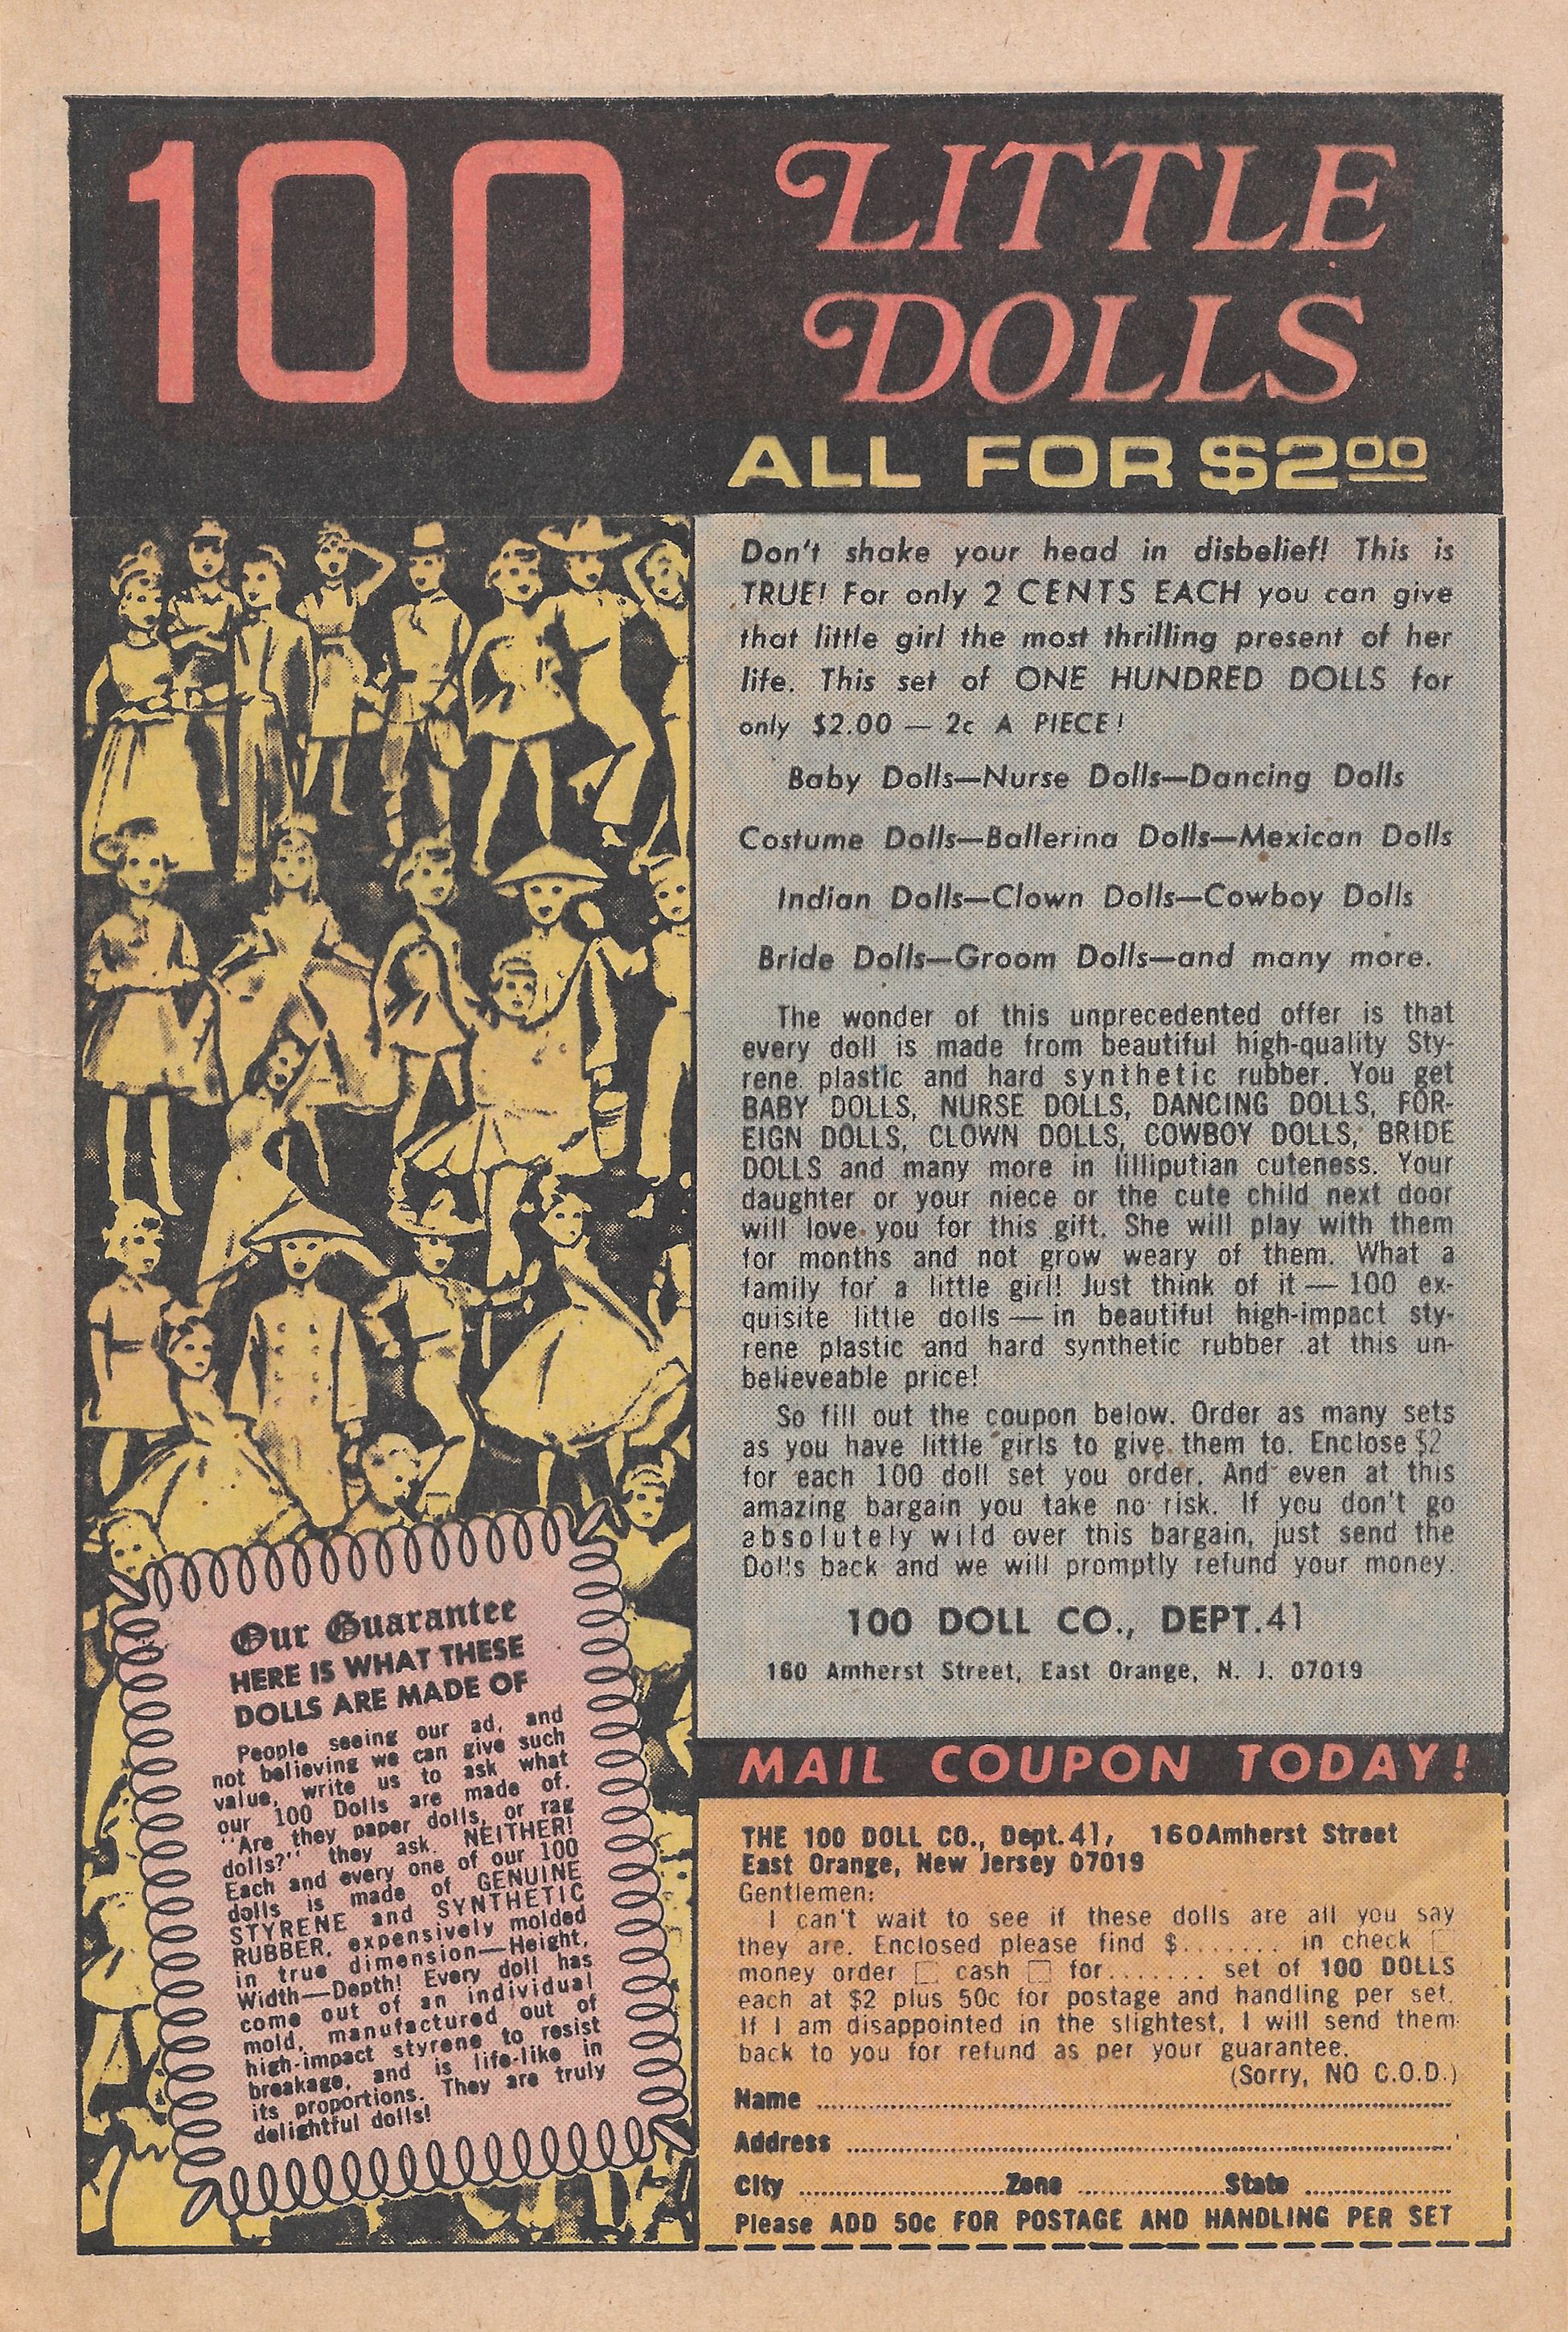 100
LITTLE
DOLLS
ALL FOR $2.00
Don't shake your head in disbelief! This is
TRUE! For only 2 CENTS EACH you can give
that little girl the most thrilling present of her
life. This set of ONE HUNDRED DOLLS for
only $2.00 — 2c A PIECE!
Baby Dolls—Nurse Dolls—Dancing Dolls
Costume Dolls—Ballerina Dolls—Mexican Dolls
Indian Dolls—Clown Dolls—Cowboy Dolls
Bride Dolls—Groom Dolls—and many more.
The wonder of this unprecedented offer is that
every doll is made from beautiful high-quality Sty-
rene plastic and hard synthetic rubber. You get
BABY DOLLS, NURSE DOLLS, DANCING DOLLS, FOR-
EIGN DOLLS, CLOWN DOLLS, COWBOY DOLLS, BRIDE
DOLLS and many more in lilliputian cuteness. Your
daughter or your niece or the cute child next door
will love you for this gift. She will play with them
for months and not grow weary of them. What a
family for a little girl! Just think of it — 100 ex-
quisite little dolls — in beautiful high-impact sty-
rene plastic and hard synthetic rubber at this un-
believeable price!
So fill out the coupon below. Order as many sets
as you have little girls to give them to. Enclose $2
for each 100 doll set you order. And even at this
amazing bargain you take no risk. If you don't go
absolutely wild over this bargain, just send the
Dolls back and we will promptly refund your money.
100 DOLL CO., DEPT.41
160 Amherst Street, East Orange, N. J. 07019
Our Guarantee
HERE IS WHAT THESE
DOLLS ARE MADE OF
People seeing our ad, and
not believing we can give such
value, write us to ask what
our 100 Dolls are made of.
"Are they paper dolls, or rag
dolls?" they ask. NEITHER!
Each and every one of our 100
dolls is made of GENUINE
STYRENE and SYNTHETIC
RUBBER, expensively molded
in true dimension—Height,
Width—Depth! Every doll has
come out of an individual
mold, manufactured out of
high-impact styrene to resist
breakage, and is life-like in
its proportions. They are truly
delightful dolls!
MAIL COUPON TODAY!
THE 100 DOLL CO., Dept.41, 160Amherst Street
East Orange, New Jersey 07019
Gentlemen:
I can't wait to see if these dolls are all you say
they are. Enclosed please find $....... in check □
money order □ cash □ for....... set of 100 DOLLS
each at $2 plus 50c for postage and handling per set.
If I am disappointed in the slightest, I will send them
back to you for refund as per your guarantee.
(Sorry, NO C.O.D.)
Name ........................................
Address ........................................
City ....................Zone ..............State ..............
Please ADD 50c FOR POSTAGE AND HANDLING PER SET